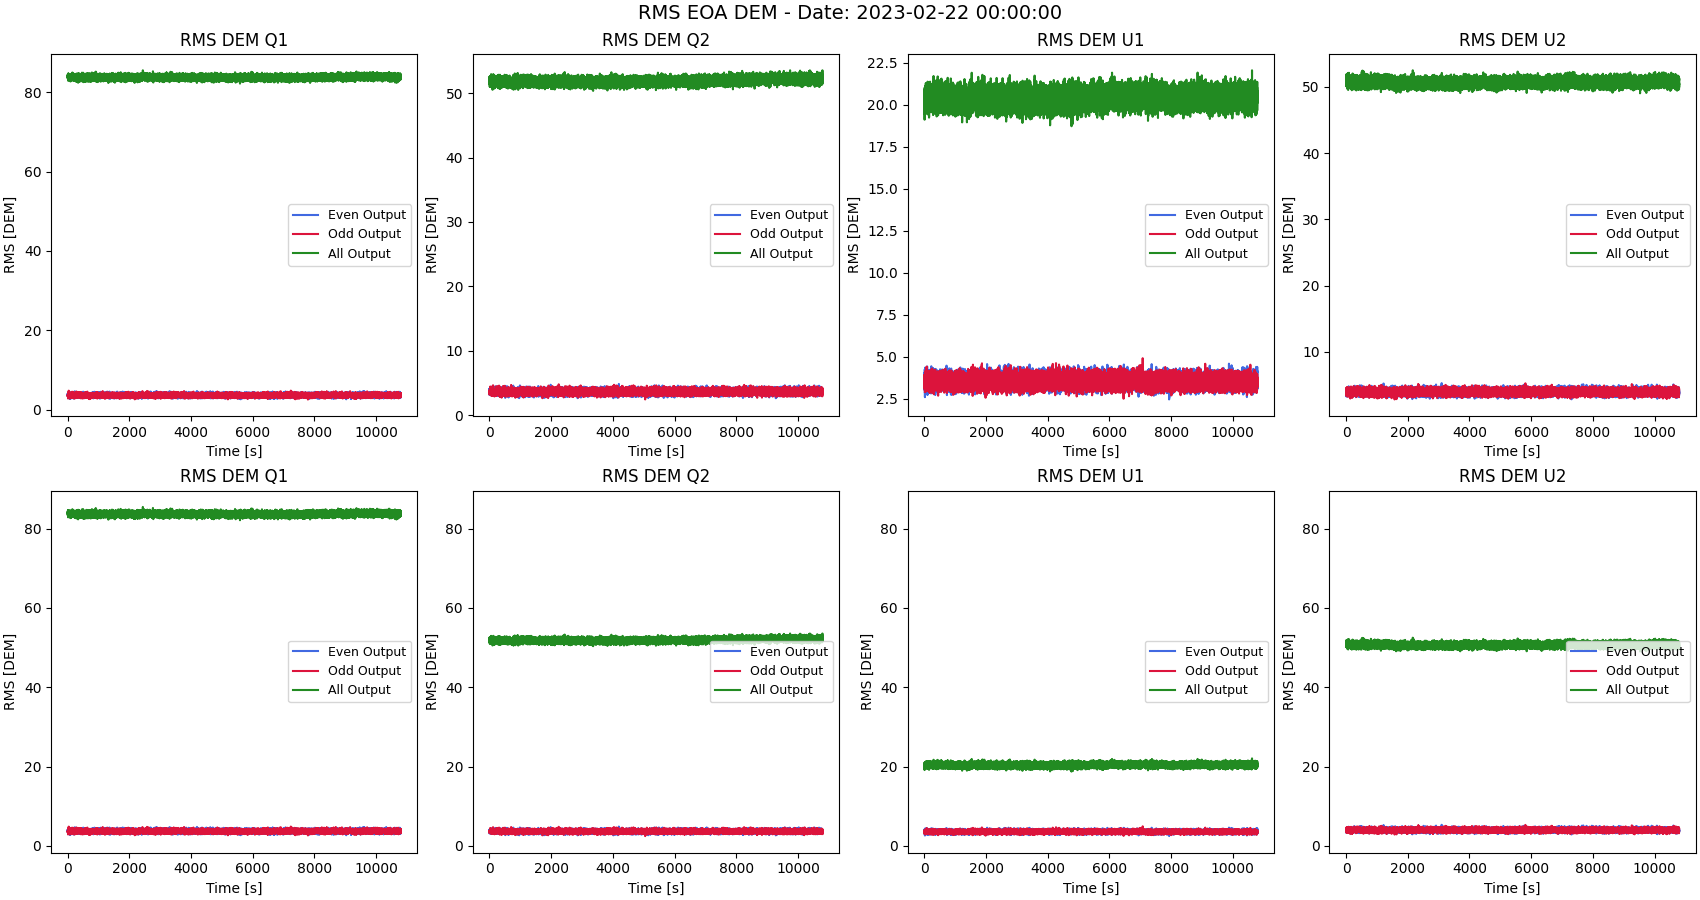 RMS EOA DEM - Date: 2023-02-22 00:00:00
RMS DEM Q1
RMS [DEM]
80
60
40
20
0
Even Output
Odd Output
All Output
0 2000 4000 6000 8000 10000
Time [s]
RMS DEM Q2
RMS [DEM]
50
40
30
20
10
0
Even Output
Odd Output
All Output
0 2000 4000 6000 8000 10000
Time [s]
RMS DEM U1
RMS [DEM]
22.5
20.0
17.5
15.0
12.5
10.0
7.5
5.0
2.5
Even Output
Odd Output
All Output
0 2000 4000 6000 8000 10000
Time [s]
RMS DEM U2
RMS [DEM]
50
40
30
20
10
Even Output
Odd Output
All Output
0 2000 4000 6000 8000 10000
Time [s]
RMS DEM Q1
RMS [DEM]
80
60
40
20
0
Even Output
Odd Output
All Output
0 2000 4000 6000 8000 10000
Time [s]
RMS DEM Q2
RMS [DEM]
80
60
40
20
0
Even Output
Odd Output
All Output
0 2000 4000 6000 8000 10000
Time [s]
RMS DEM U1
RMS [DEM]
80
60
40
20
0
Even Output
Odd Output
All Output
0 2000 4000 6000 8000 10000
Time [s]
RMS DEM U2
RMS [DEM]
80
60
40
20
0
Even Output
Odd Output
All Output
0 2000 4000 6000 8000 10000
Time [s]